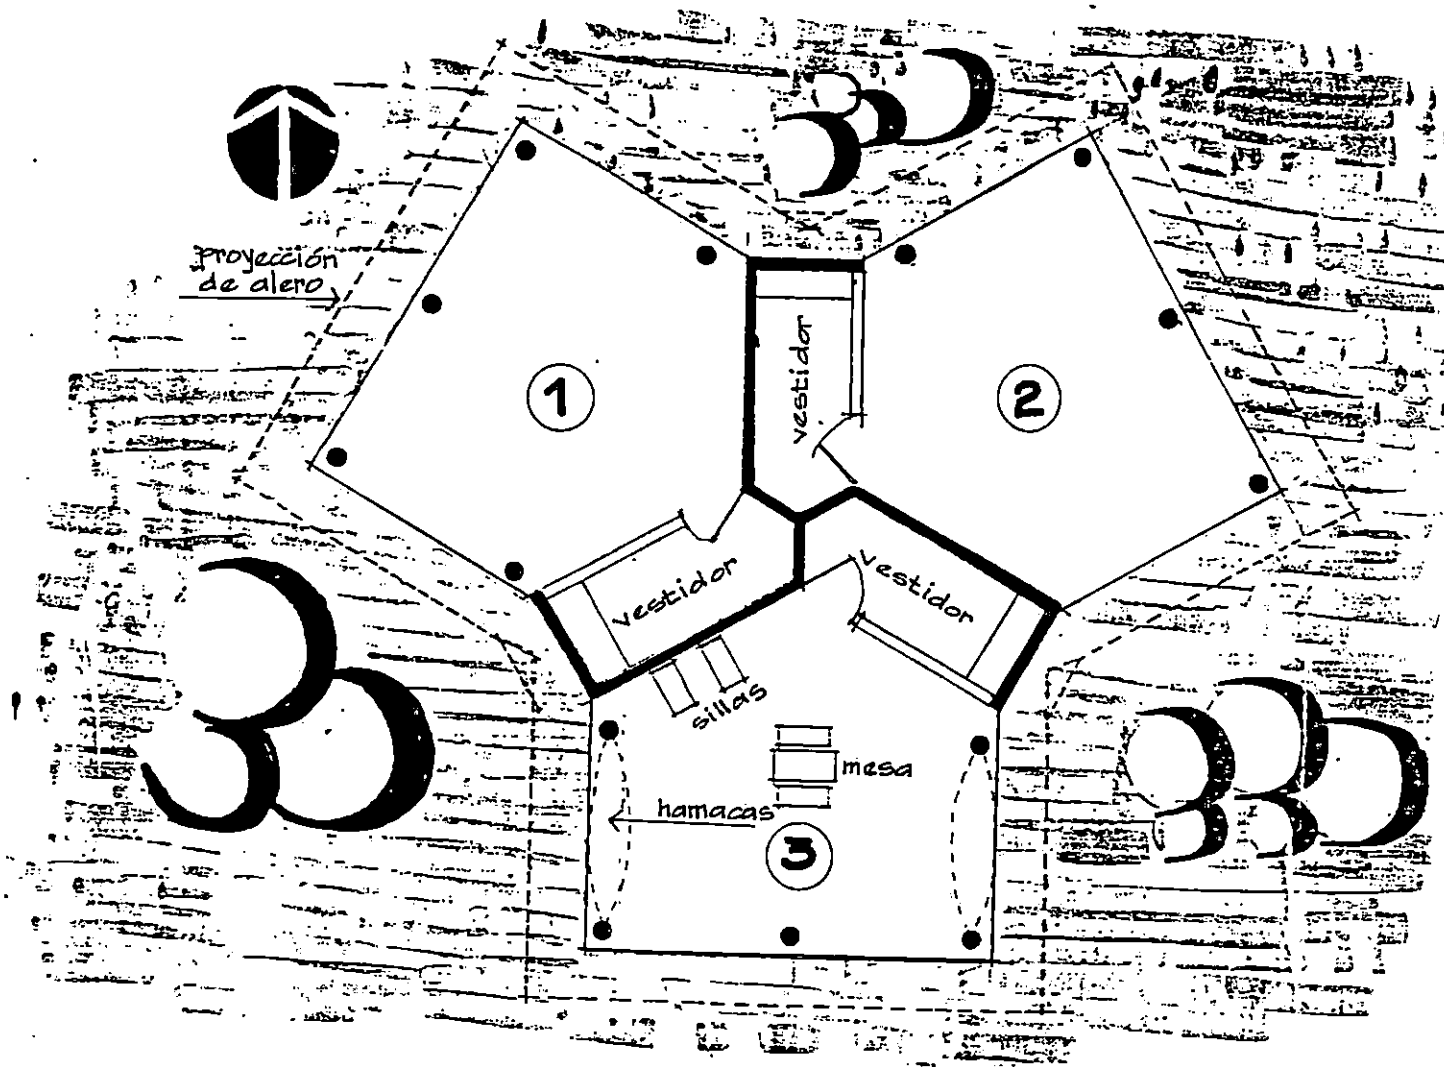 proyección
de alero
1
vestidor
2
vestidor
vestidor
sillas
mesa
hamacas
3